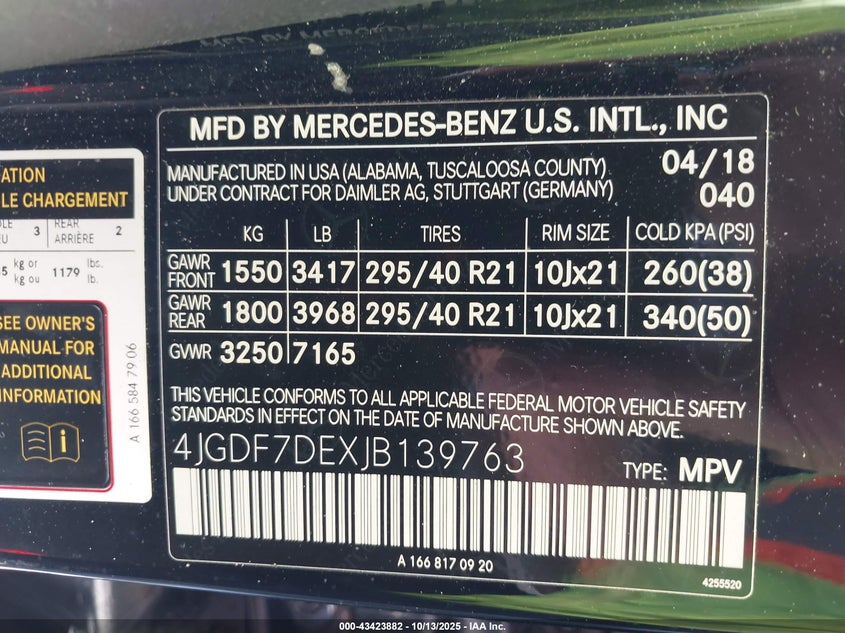 MFD BY MERCEDES-BENZ U.S. INTL., INC
MANUFACTURED IN USA (ALABAMA, TUSCALOOSA COUNTY)
UNDER CONTRACT FOR DAIMLER AG, STUTTGART (GERMANY)
04/18
040
KG LB TIRES RIM SIZE COLD KPA (PSI)
GAWR FRONT 1550 3417 295/40 R21 10Jx21 260(38)
GAWR REAR 1800 3968 295/40 R21 10Jx21 340(50)
GVWR 3250 7165
THIS VEHICLE CONFORMS TO ALL APPLICABLE FEDERAL MOTOR VEHICLE SAFETY
STANDARDS IN EFFECT ON THE DATE OF MANUFACTURE SHOWN ABOVE.
4JGDF7DEXJB139763
TYPE: MPV
A 166 817 09 20
4255520
LE CHARGEMENT
3 REAR ARRIÈRE 2
kg or
kg ou
1179 lbs.
lb.
SEE OWNER'S
MANUAL FOR
ADDITIONAL
INFORMATION
A 166 584 79 06
000-43423882 - 10/13/2025 - IAA Inc.